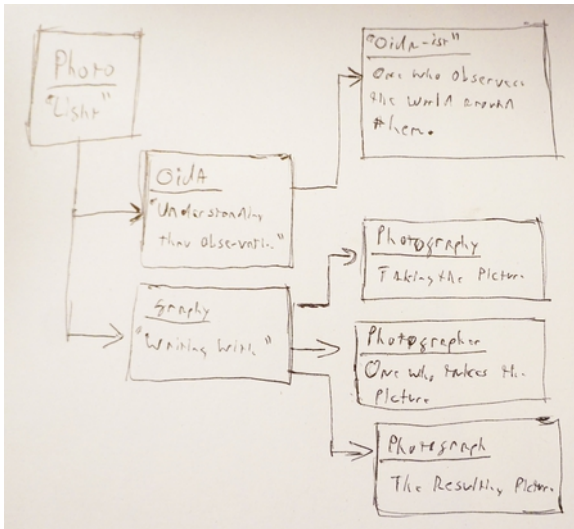 Photo
"Light"
"Oida-ist"
One who observes
the world around
them.
Oida
"Understanding
thru observation."
Graphy
"Writing with"
Photography
Taking the Picture.
Photographer
One who takes the
Picture.
Photograph
The Resulting Picture.